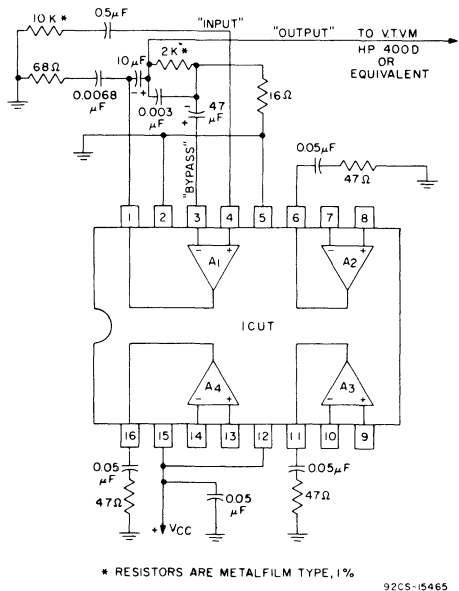 10 K*
0.5µF
"INPUT"
"OUTPUT"
TO V.T.V.M
HP 400D
OR
EQUIVALENT
68Ω
0.0068
µF
10 µF
- +
2K*
0.003
µF
-
+
47
µF
16Ω
"BYPASS"
0.05µF
47Ω
1 2 3 4 5 6 7 8
- +
A1
- +
A2
ICUT
A4
- +
A3
- +
16 15 14 13 12 11 10 9
0.05
µF
47Ω
0.05
µF
0.05µF
47Ω
+ VCC
* RESISTORS ARE METALFILM TYPE, 1%
92CS-15465